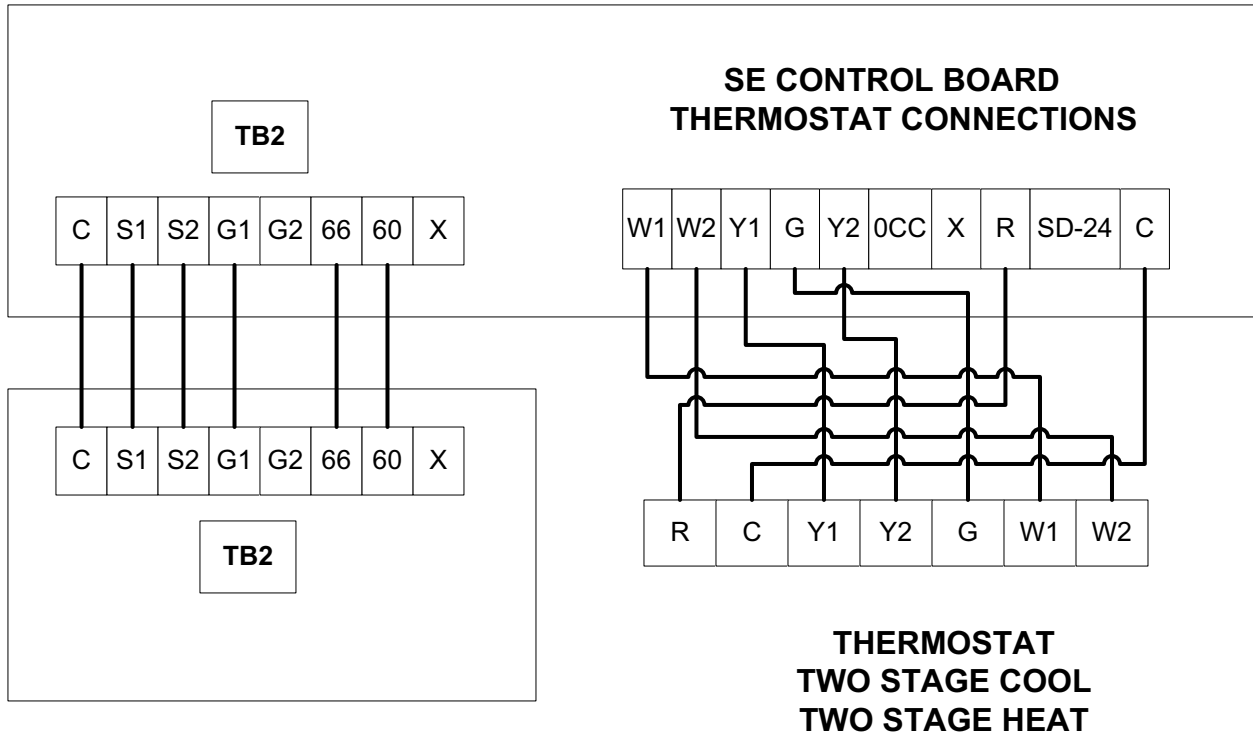 SE CONTROL BOARD
THERMOSTAT CONNECTIONS
TB2
C S1 S2 G1 G2 66 60 X
W1 W2 Y1 G Y2 0CC X R SD-24 C
C S1 S2 G1 G2 66 60 X
TB2
R C Y1 Y2 G W1 W2
THERMOSTAT
TWO STAGE COOL
TWO STAGE HEAT